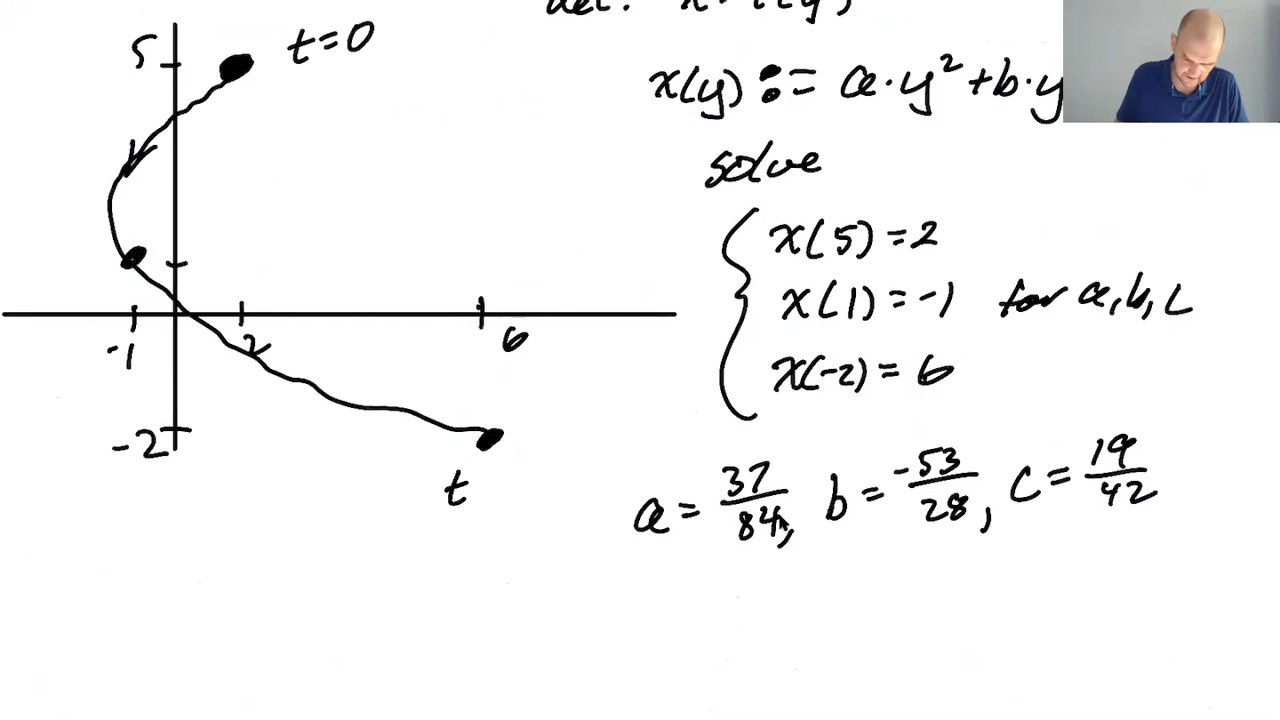 5
t=0
-1
2
6
-2
t
x(y) := a·y²+b·y
solve
x(5)=2
x(1)=-1 for a,b,c
x(-2)=6
a=37/84, b=-53/28, c=19/42